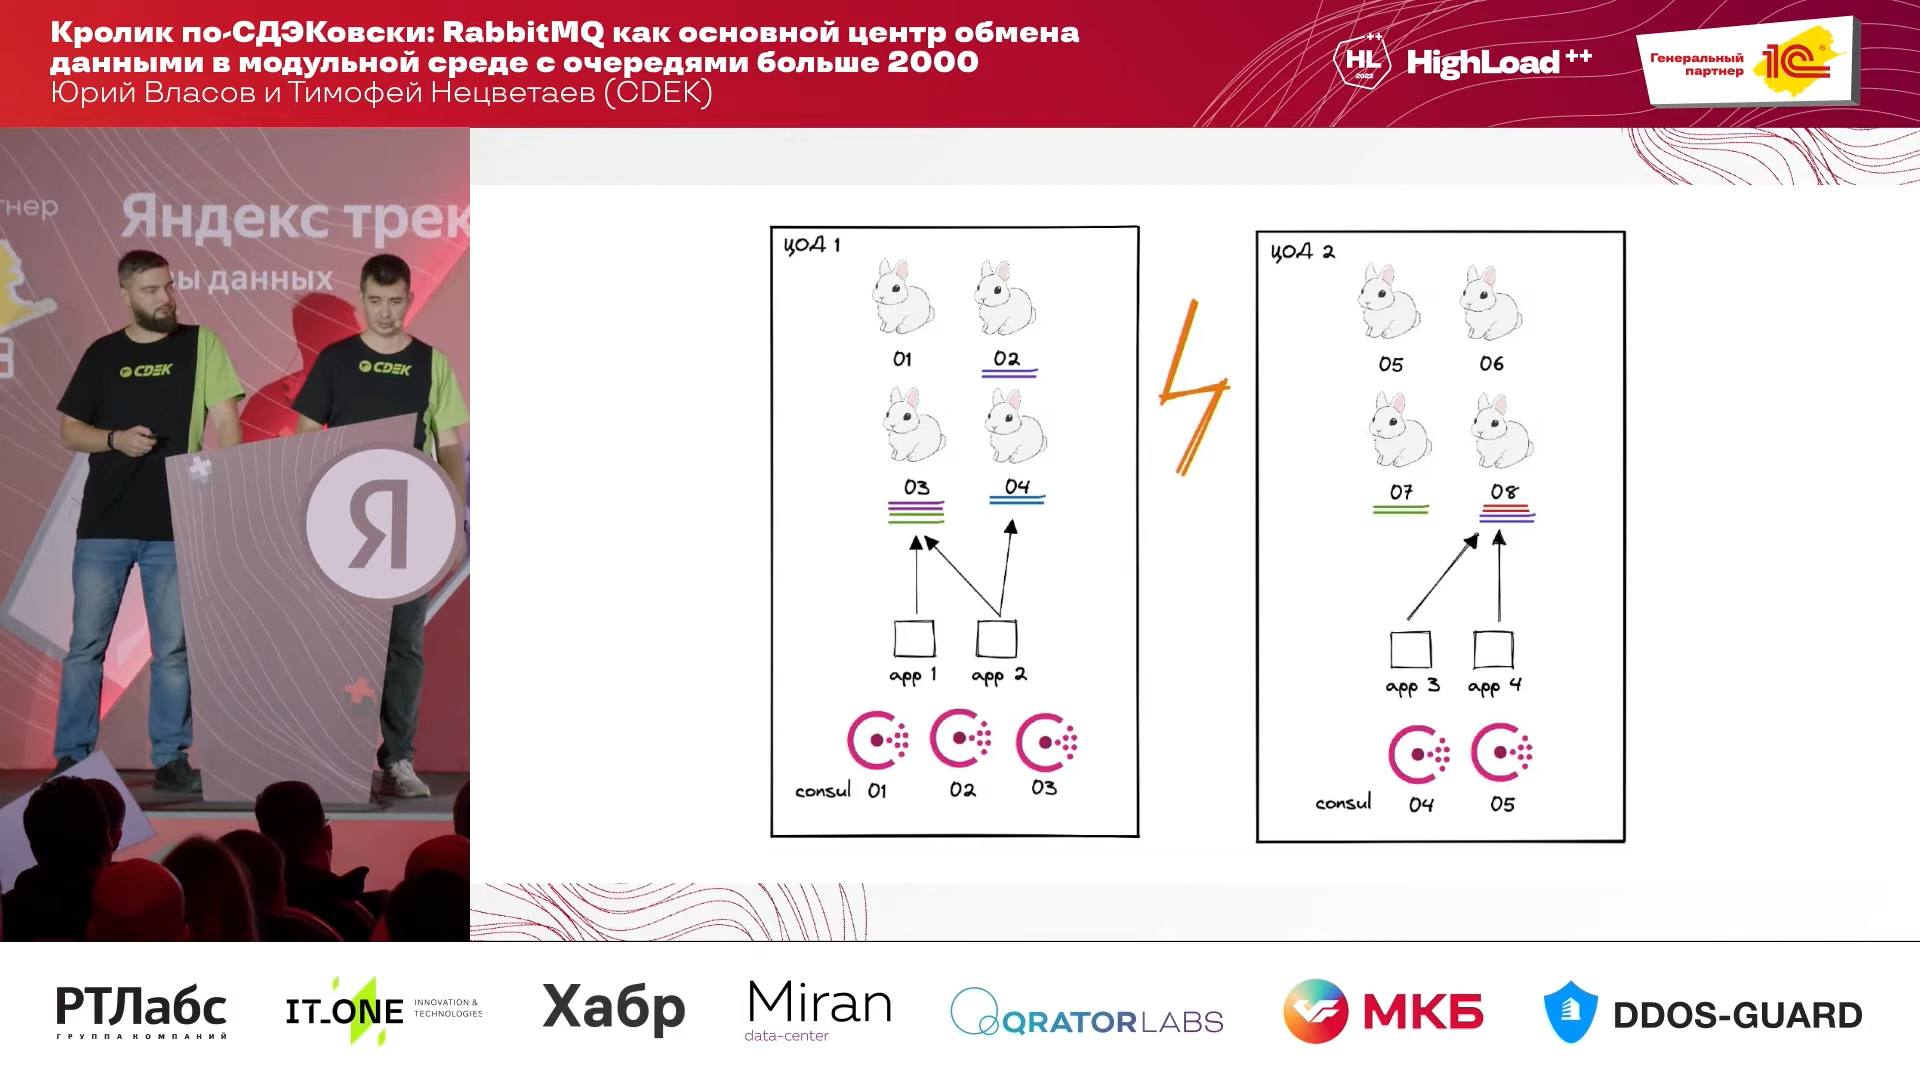 Кролик по-СДЭКовски: RabbitMQ как основной центр обмена
данными в модульной среде с очередями больше 2000
Юрий Власов и Тимофей Нецветаев (CDEK)
HL++
2022
HighLoad++
Генеральный
партнер
1С
Яндекс трек
ы данных
CDEK
CDEK
Я
ЦОД 1
01
02
03
04
app 1
app 2
consul 01
02
03
ЦОД 2
05
06
07
08
app 3
app 4
consul
04
05
РТЛабс
ГРУППА КОМПАНИЙ
IT_ONE
INNOVATION &
TECHNOLOGIES
Хабр
Miran
data-center
QRATORLABS
МКБ
DDOS-GUARD